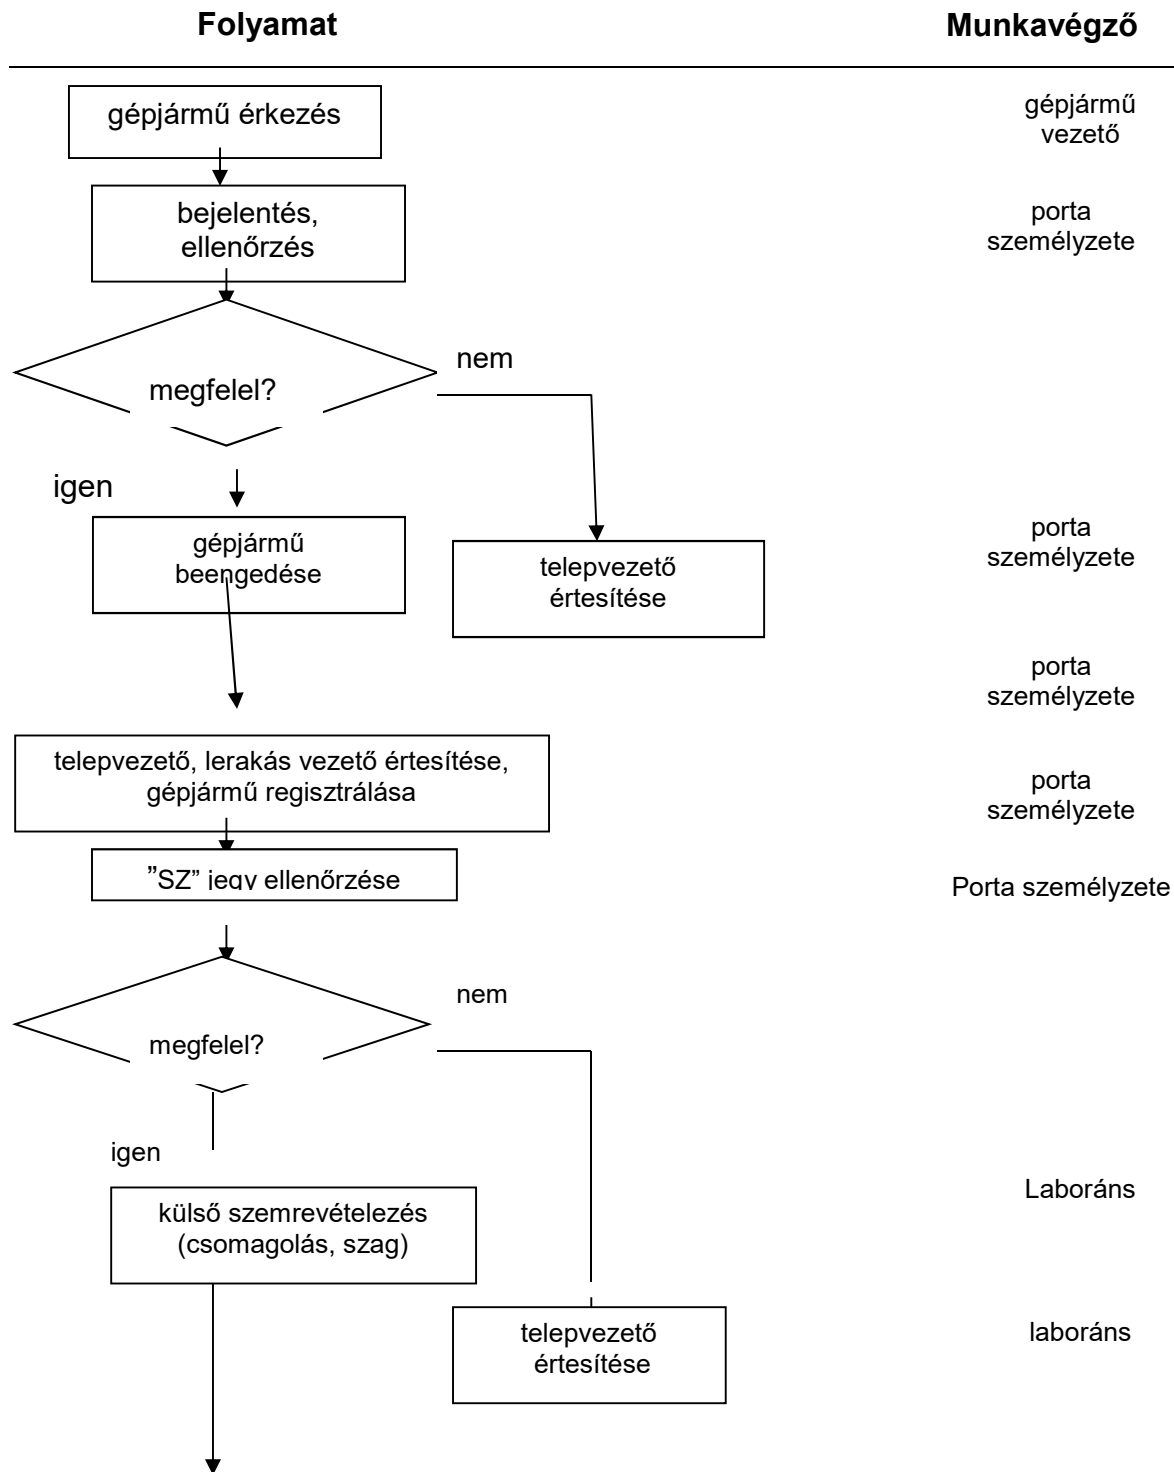 Folyamat
Munkavégző
gépjármű érkezés
gépjármű
vezető
bejelentés,
ellenőrzés
porta
személyzete
nem
megfelel?
igen
gépjármű
beengedése
telepvezető
értesítése
porta
személyzete
porta
személyzete
telepvezető, lerakás vezető értesítése,
gépjármű regisztrálása
porta
személyzete
”SZ” jegy ellenőrzése
Porta személyzete
nem
megfelel?
igen
külső szemrevételezés
(csomagolás, szag)
Laboráns
telepvezető
értesítése
laboráns